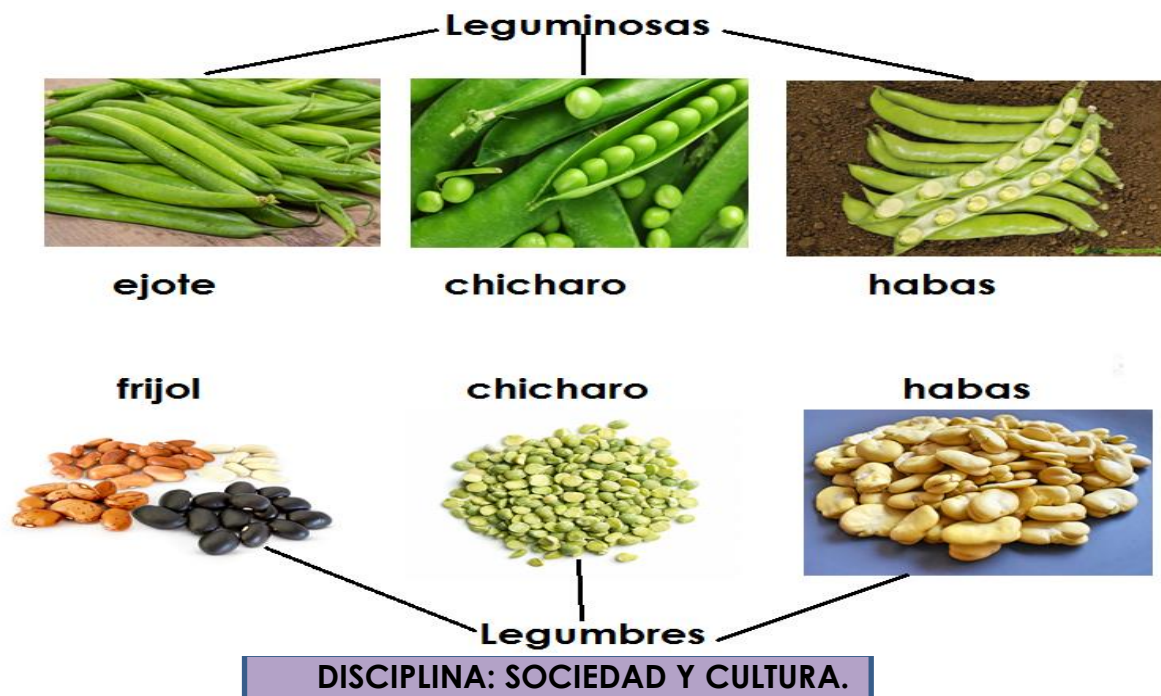 Leguminosas
ejote chicharo habas
frijol chicharo habas
Legumbres
DISCIPLINA: SOCIEDAD Y CULTURA.